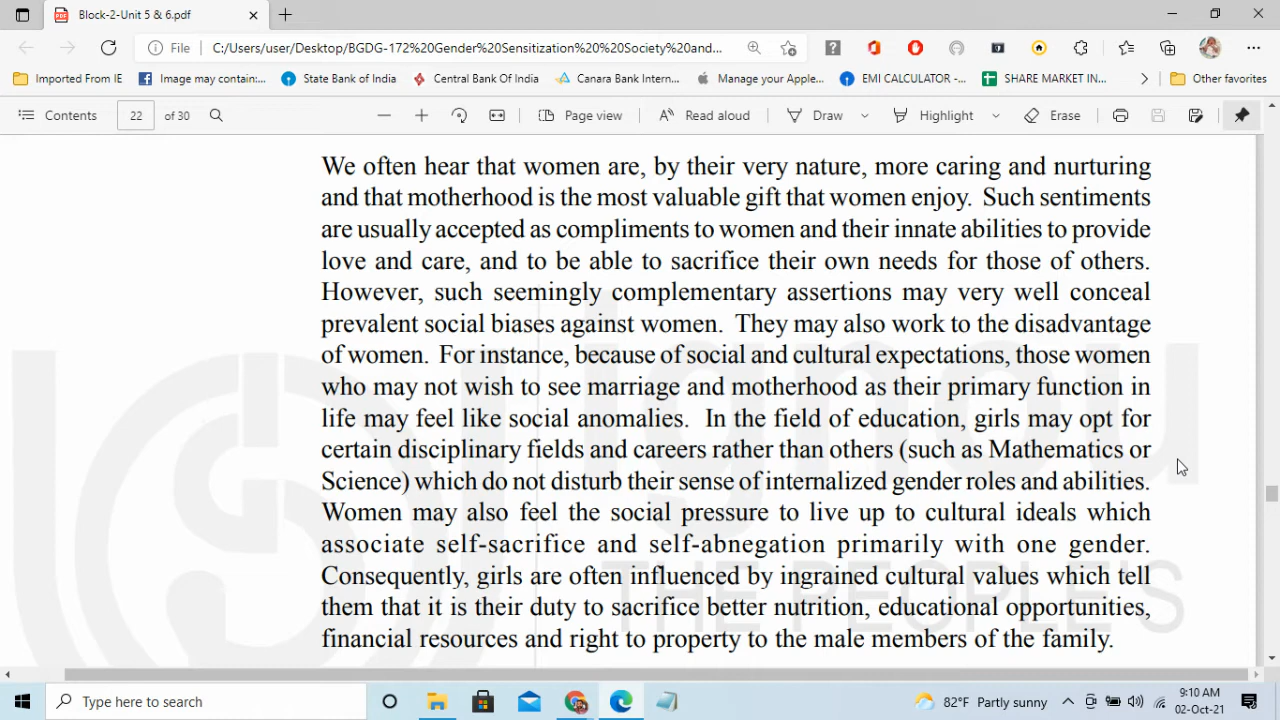 Block-2-Unit 5 & 6.pdf
File C:/Users/user/Desktop/BGDG-172%20Gender%20Sensitization%20%20Society%20and...
Imported From IE Image may contain:... State Bank of India Central Bank Of India Canara Bank Intern... Manage your Apple... EMI CALCULATOR -... SHARE MARKET IN... Other favorites
Contents 22 of 30 Page view Read aloud Draw Highlight Erase
We often hear that women are, by their very nature, more caring and nurturing
and that motherhood is the most valuable gift that women enjoy. Such sentiments
are usually accepted as compliments to women and their innate abilities to provide
love and care, and to be able to sacrifice their own needs for those of others.
However, such seemingly complementary assertions may very well conceal
prevalent social biases against women. They may also work to the disadvantage
of women. For instance, because of social and cultural expectations, those women
who may not wish to see marriage and motherhood as their primary function in
life may feel like social anomalies. In the field of education, girls may opt for
certain disciplinary fields and careers rather than others (such as Mathematics or
Science) which do not disturb their sense of internalized gender roles and abilities.
Women may also feel the social pressure to live up to cultural ideals which
associate self-sacrifice and self-abnegation primarily with one gender.
Consequently, girls are often influenced by ingrained cultural values which tell
them that it is their duty to sacrifice better nutrition, educational opportunities,
financial resources and right to property to the male members of the family.
ignou
THE PEOPLE'S
Type here to search 82°F Partly sunny 9:10 AM
02-Oct-21